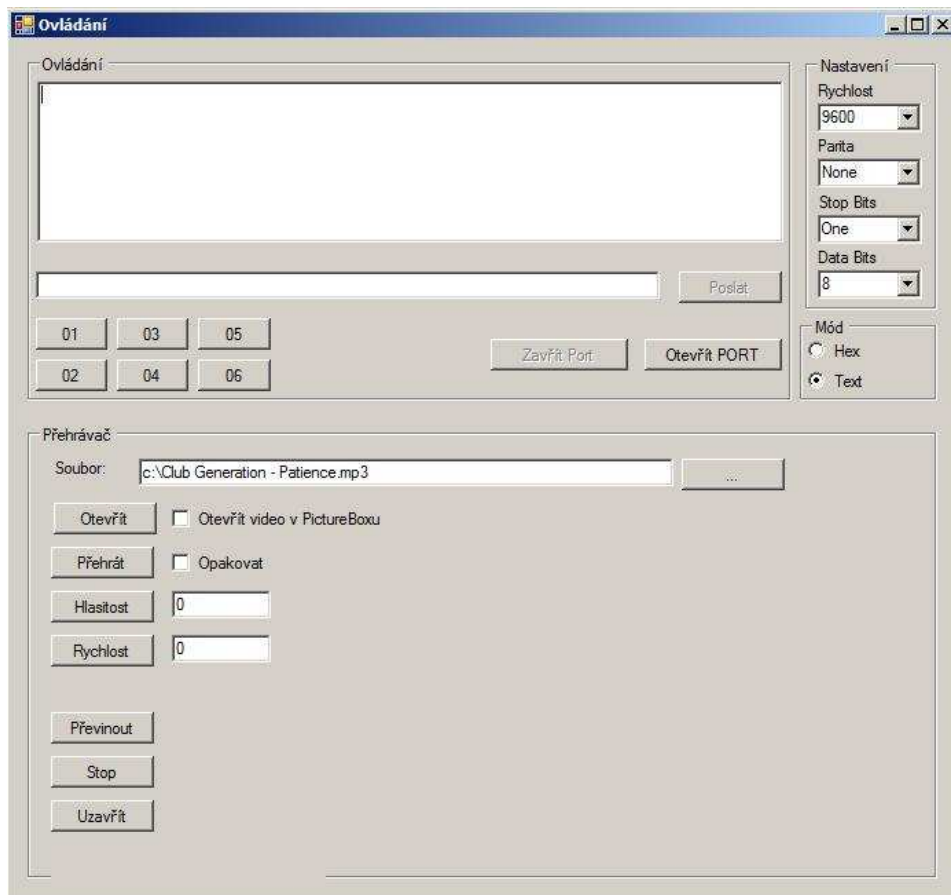 Ovládání
Ovládání
Nastavení
Rychlost
9600
Parita
None
Stop Bits
One
Data Bits
8
Poslat
01 03 05
Zavřít Port Otevřít PORT
02 04 06
Mód
Hex
Text
Přehrávač
Soubor: c:\Club Generation - Patience.mp3 ...
Otevřít Otevřít video v PictureBoxu
Přehrát Opakovat
Hlasitost 0
Rychlost 0
Převinout
Stop
Uzavřít